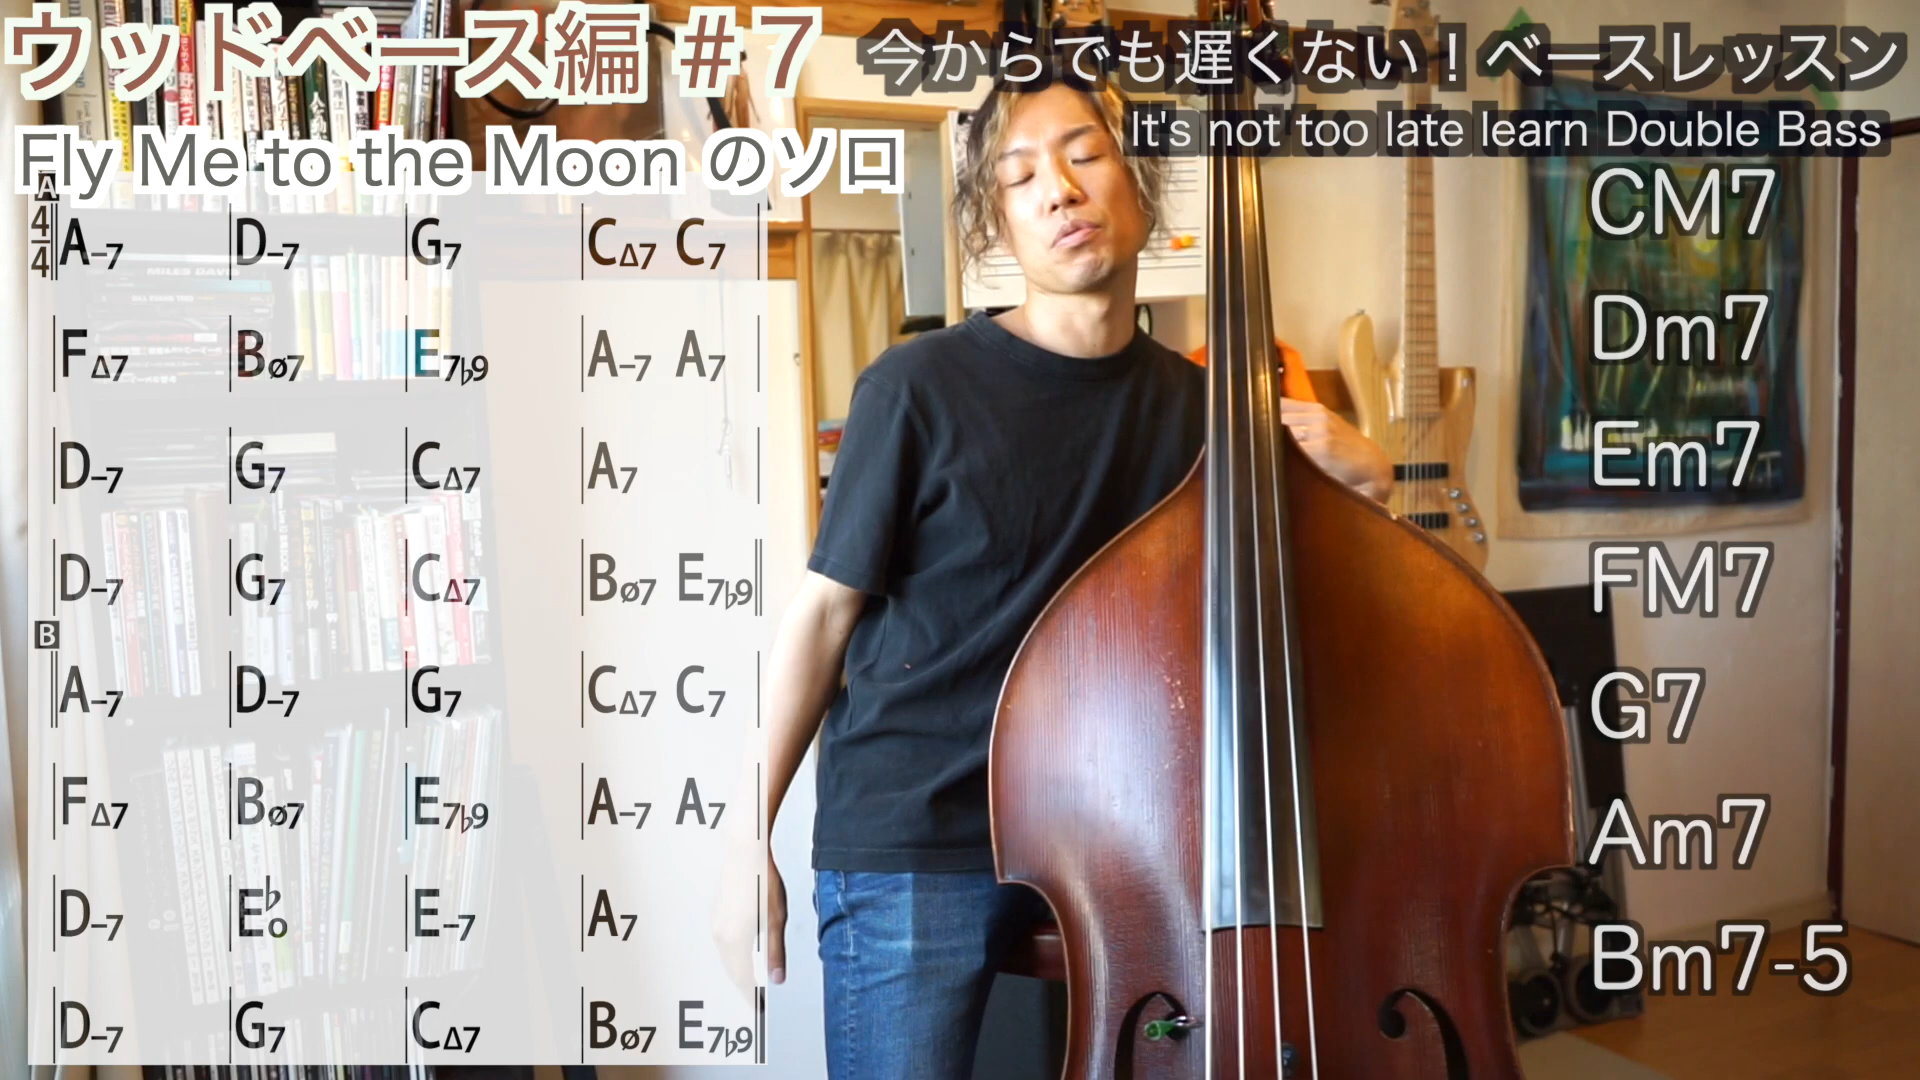 ウッドベース編 #7
今からでも遅くない！ベースレッスン
It's not too late learn Double Bass
Fly Me to the Moon のソロ
A
4/4 A-7 D-7 G7 CΔ7 C7
FΔ7 Bø7 E7♭9 A-7 A7
D-7 G7 CΔ7 A7
D-7 G7 CΔ7 Bø7 E7♭9
B
A-7 D-7 G7 CΔ7 C7
FΔ7 Bø7 E7♭9 A-7 A7
D-7 E♭o E-7 A7
D-7 G7 CΔ7 Bø7 E7♭9
CM7
Dm7
Em7
FM7
G7
Am7
Bm7-5
MILES DAVIS